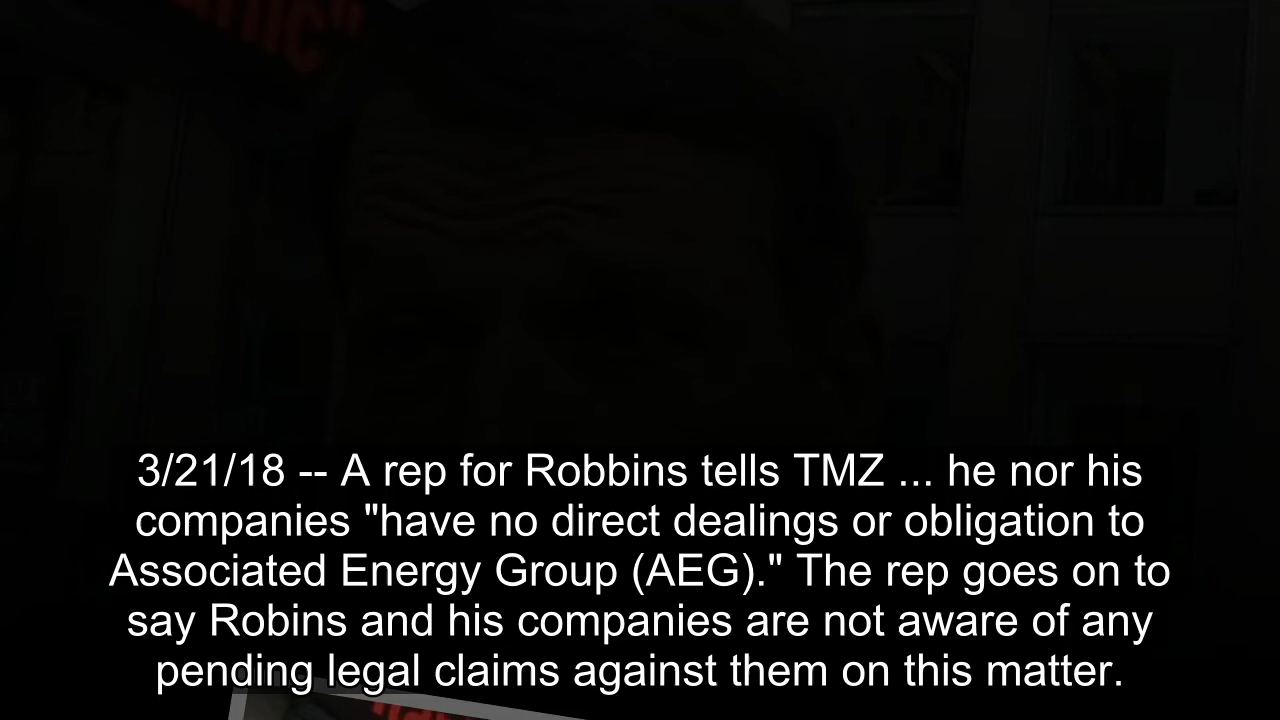 3/21/18 -- A rep for Robbins tells TMZ ... he nor his
companies "have no direct dealings or obligation to
Associated Energy Group (AEG)." The rep goes on to
say Robins and his companies are not aware of any
pending legal claims against them on this matter.